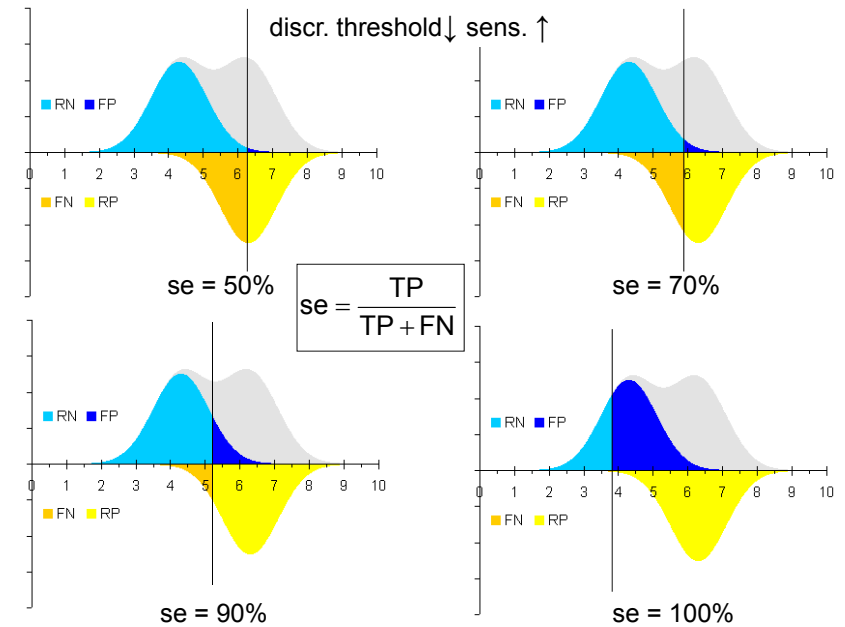 discr. threshold↓ sens. ↑
RN FP
0 1 2 3 4 5 6 7 8 9 10
FN RP
se = 50%
RN FP
0 1 2 3 4 5 6 7 8 9 10
FN RP
se = 70%
se = TP / TP + FN
RN FP
0 1 2 3 4 5 6 7 8 9 10
FN RP
se = 90%
RN FP
0 1 2 3 4 5 6 7 8 9 10
FN RP
se = 100%